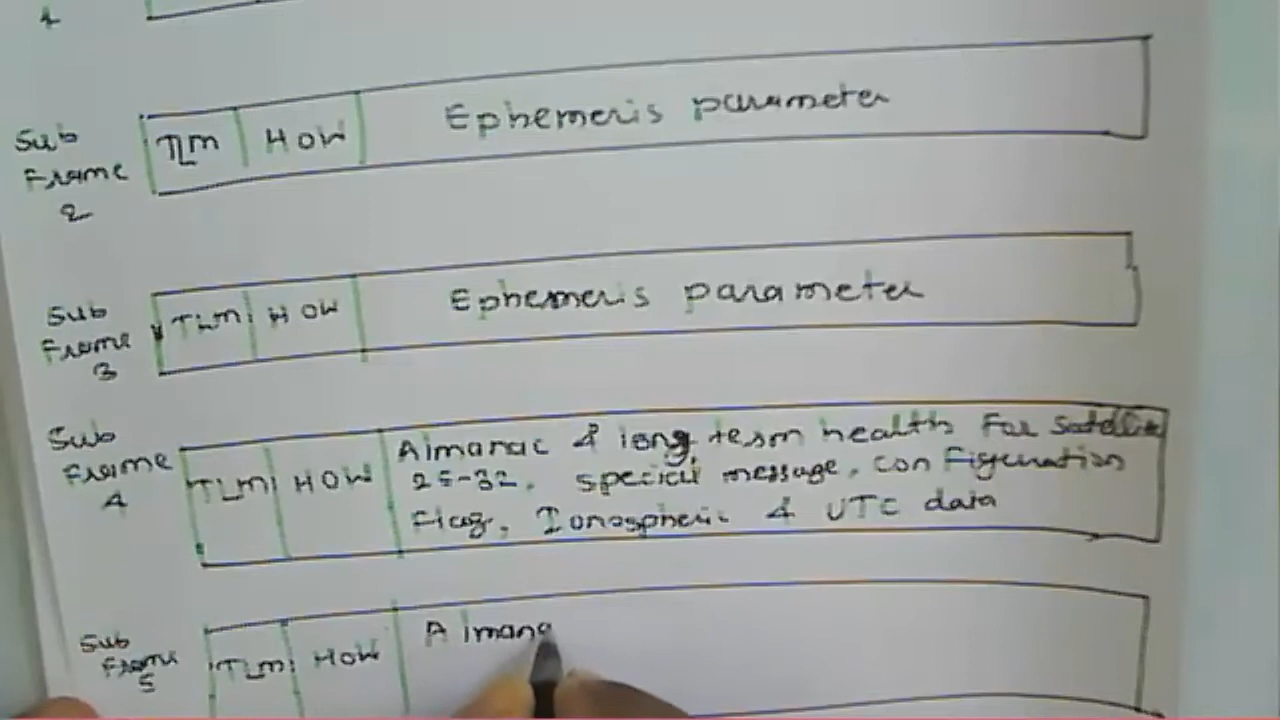 1
Sub
Frame
2
TLM
HOW
Ephemeris parameter
Sub
Frame
3
TLM
HOW
Ephemeris parameter
Sub
Frame
4
TLM
HOW
Almanac & long term health For Satellite
25-32, special message, configuration
Flag, Ionospheric & UTC data
Sub
Frame
5
TLM
HOW
Almana